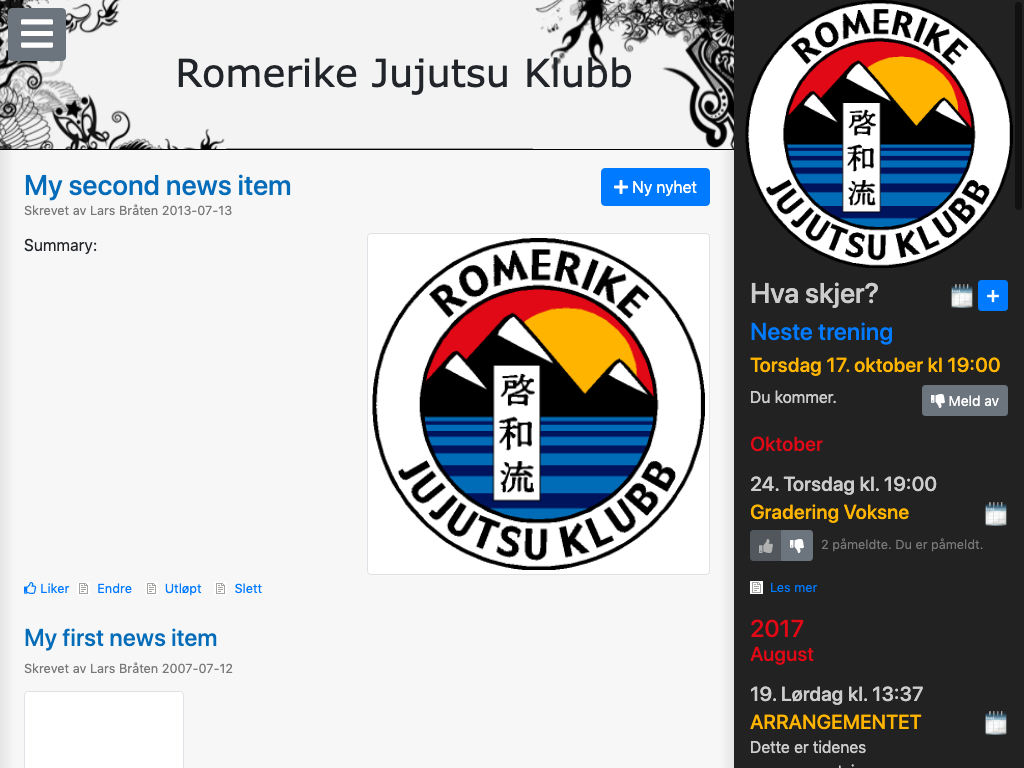 Romerike Jujutsu Klubb
My second news item
Ny nyhet
Skrevet av Lars Bråten 2013-07-13
Summary:
ROMERIKE
啓和流
JUJUTSU KLUBB
Liker Endre Utløpt Slett
My first news item
Skrevet av Lars Bråten 2007-07-12
ROMERIKE
啓和流
JUJUTSU KLUBB
Hva skjer?
Neste trening
Torsdag 17. oktober kl 19:00
Du kommer.
Meld av
Oktober
24. Torsdag kl. 19:00
Gradering Voksne
2 påmeldte. Du er påmeldt.
Les mer
2017
August
19. Lørdag kl. 13:37
ARRANGEMENTET
Dette er tidenes